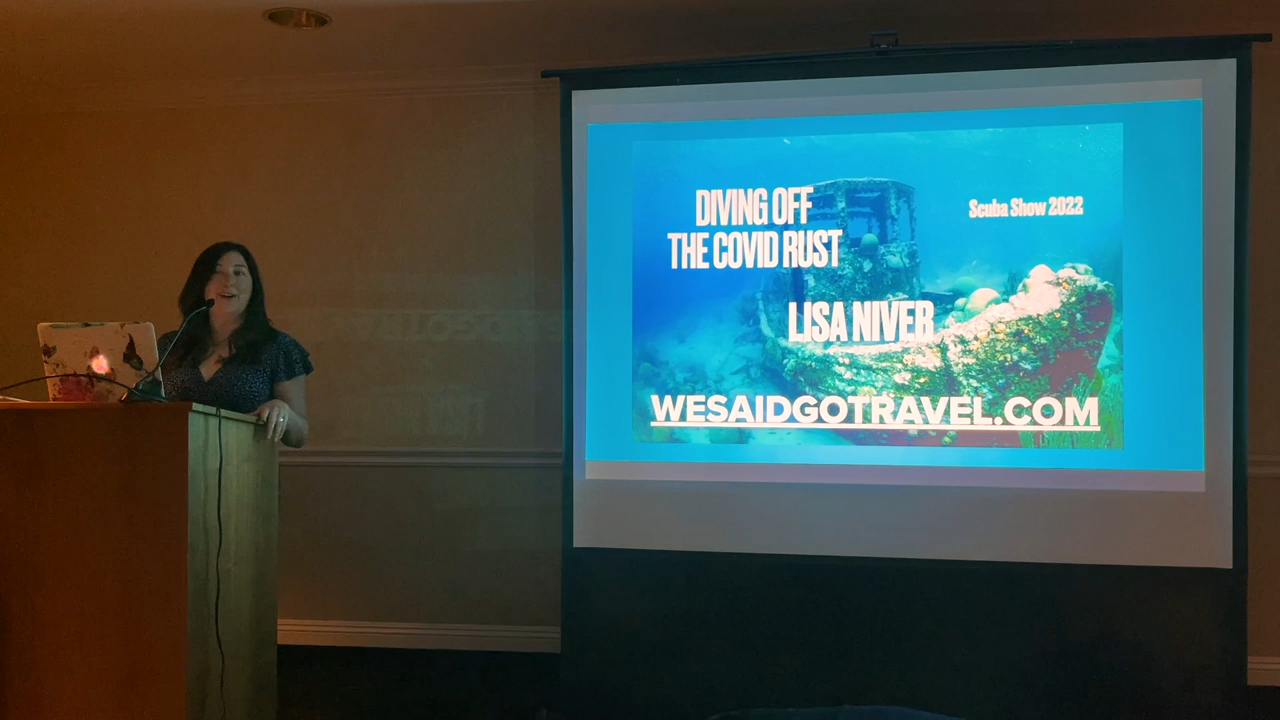 DIVING OFF
THE COVID RUST
Scuba Show 2022
LISA NIVER
WESAIDGOTRAVEL.COM